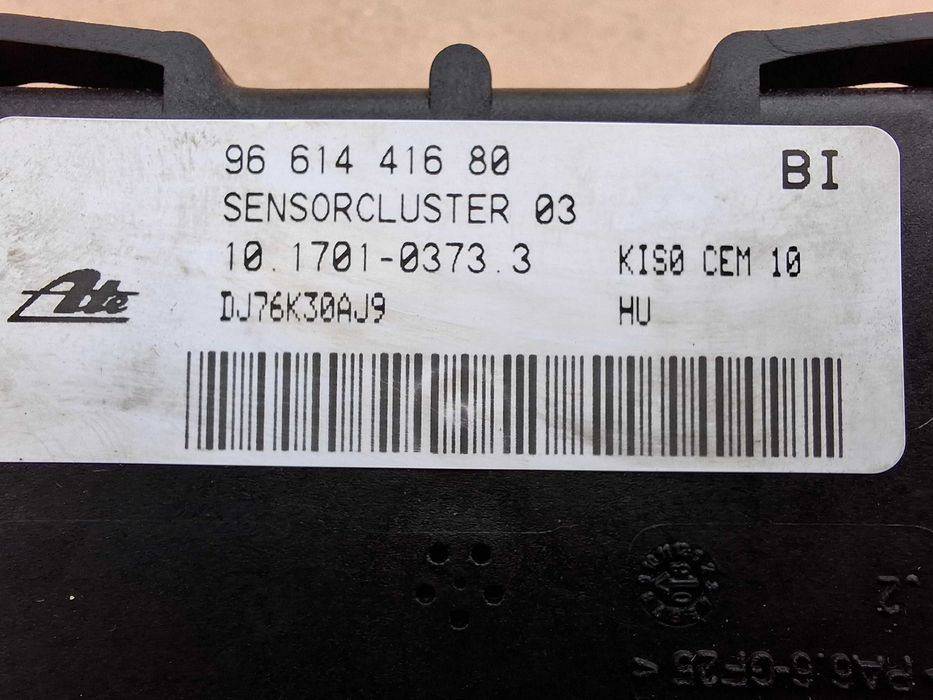 96 614 416 80
BI
SENSORCLUSTER 03
10.1701-0373.3
KIS0 CEM 10
Ate
DJ76K30AJ9
HU